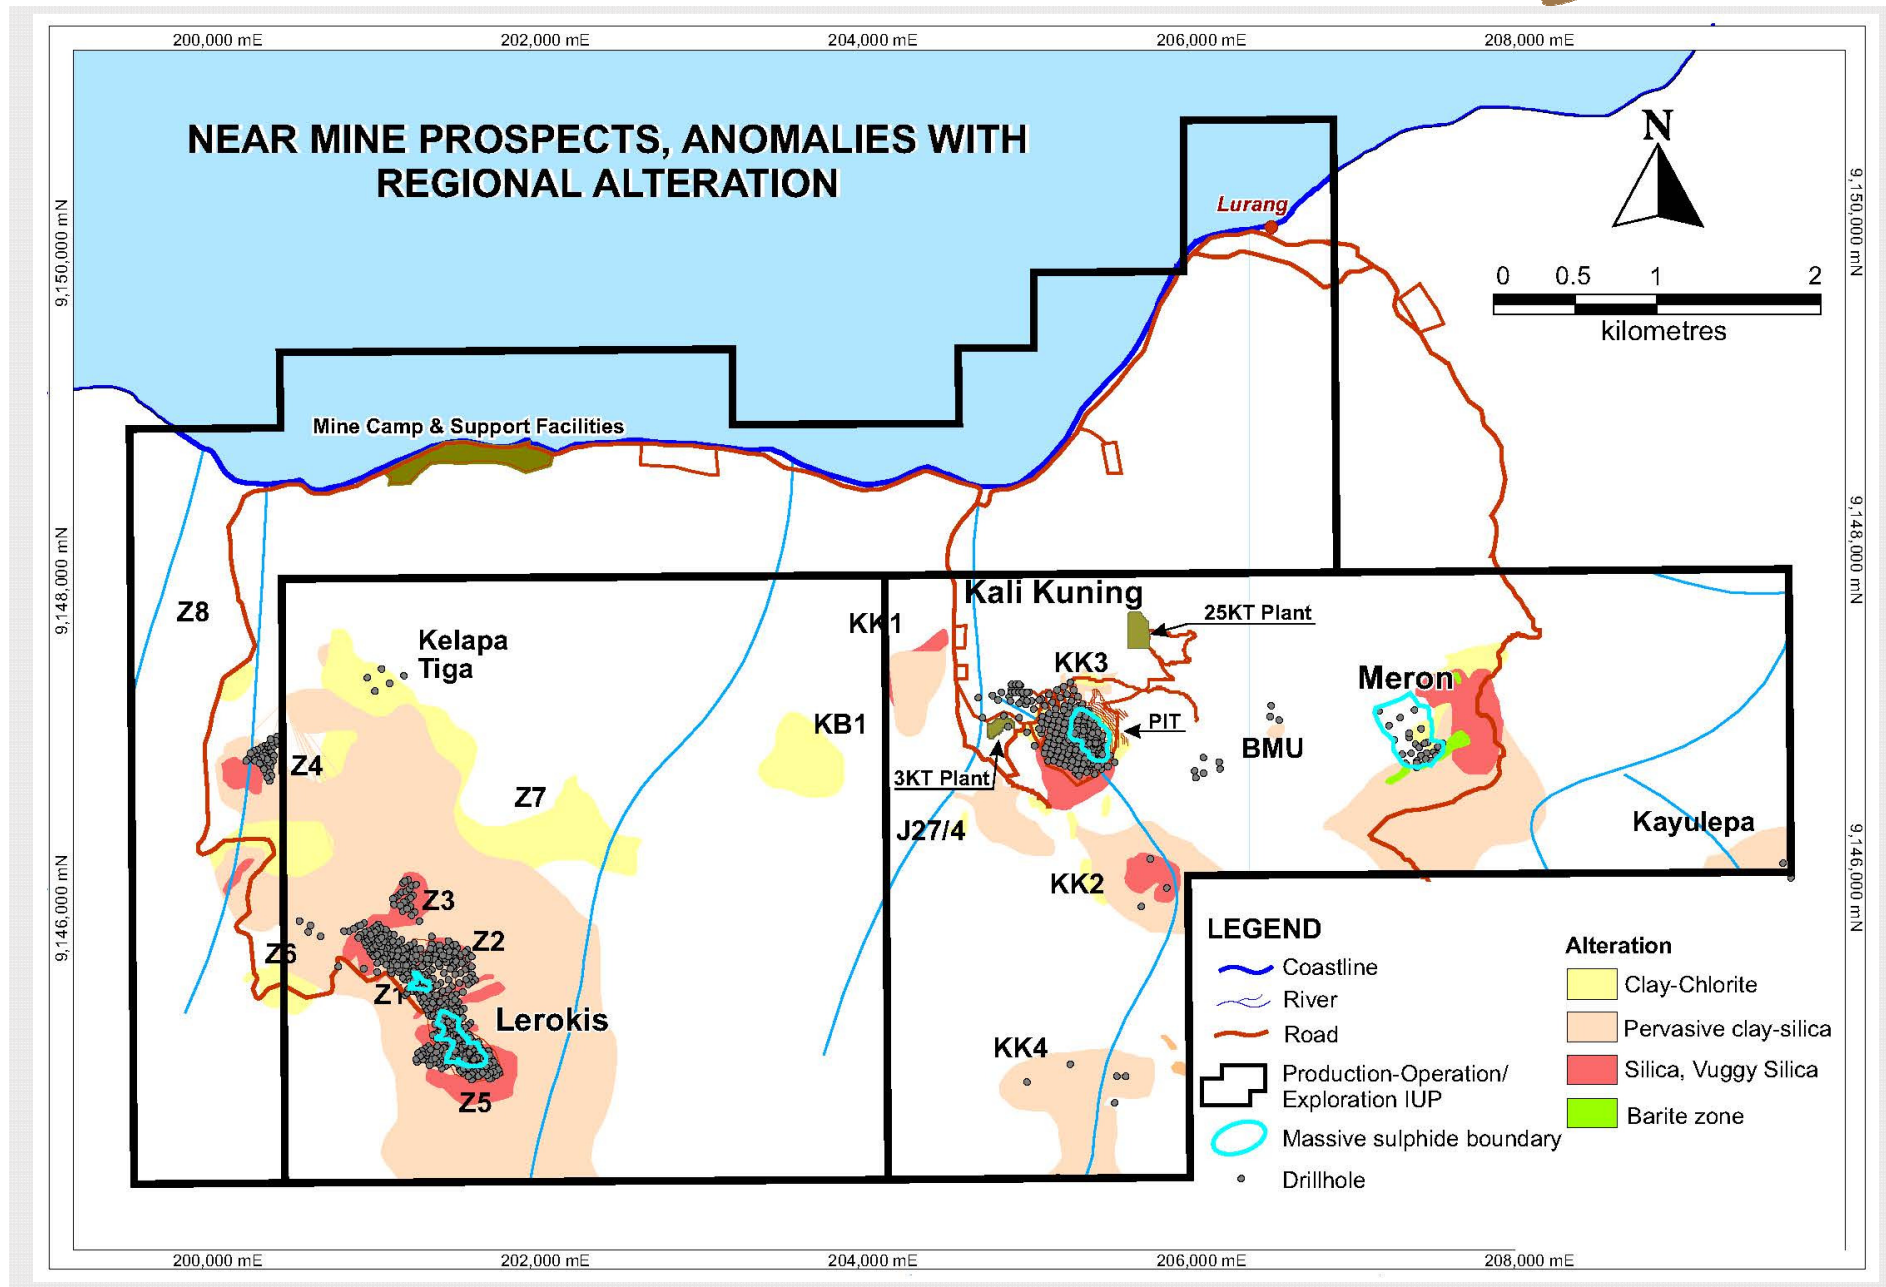 200,000 mE
202,000 mE
204,000 mE
206,000 mE
208,000 mE
NEAR MINE PROSPECTS, ANOMALIES WITH
REGIONAL ALTERATION
N
9,150,000 mN
9,150,000 mN
Lurang
0 0.5 1 2
kilometres
Mine Camp & Support Facilities
9,148,000 mN
9,148,000 mN
Z8
Kelapa
Tiga
KK1
Kali Kuning
25KT Plant
KK3
Meron
KB1
PIT
BMU
Z4
3KT Plant
Z7
J27/4
Kayulepa
9,146,000 mN
9,146,000 mN
KK2
Z3
Z2
Z6
Z1
Lerokis
KK4
Z5
LEGEND
Coastline
River
Road
Production-Operation/
Exploration IUP
Massive sulphide boundary
Drillhole
Alteration
Clay-Chlorite
Pervasive clay-silica
Silica, Vuggy Silica
Barite zone
200,000 mE
202,000 mE
204,000 mE
206,000 mE
208,000 mE